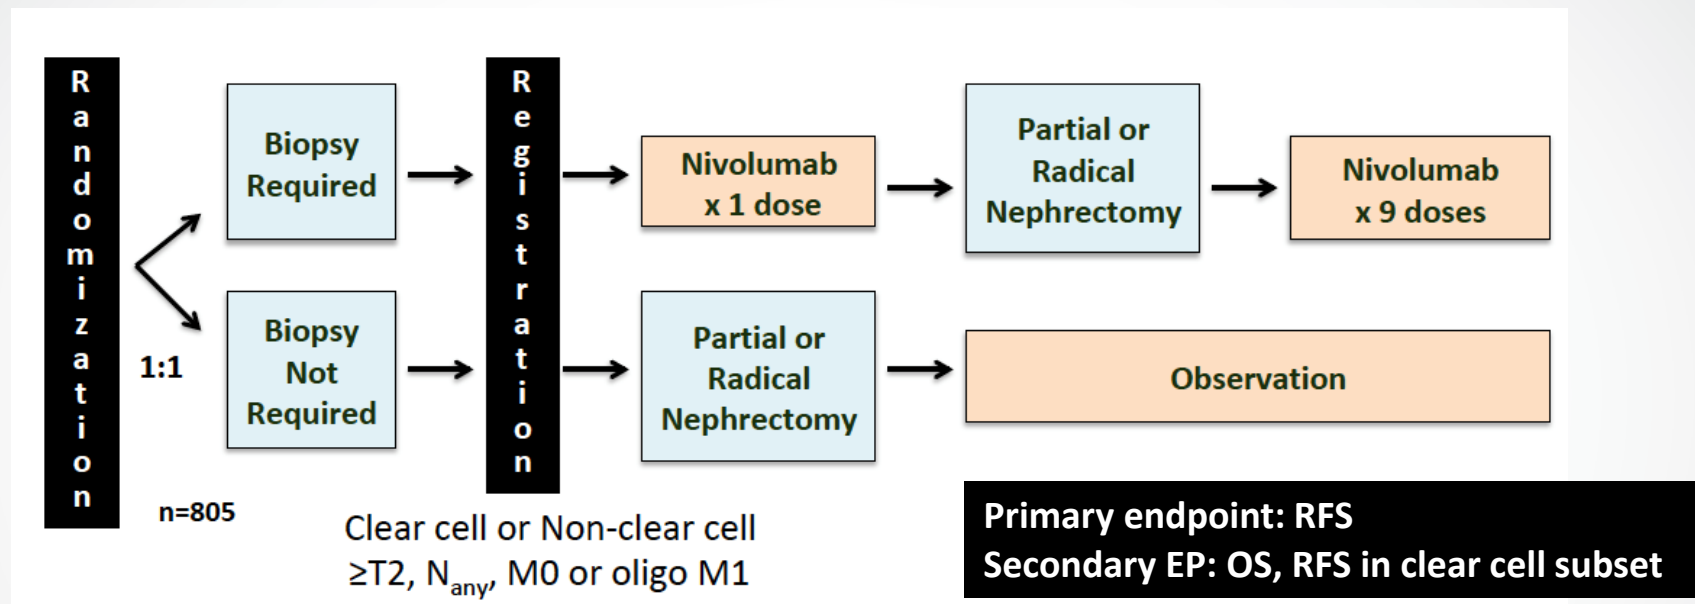 Randomization
1:1
n=805
Biopsy
Required
Biopsy
Not
Required
Registration
Clear cell or Non-clear cell
≥T2, Nany, M0 or oligo M1
Nivolumab
x 1 dose
Partial or
Radical
Nephrectomy
Nivolumab
x 9 doses
Partial or
Radical
Nephrectomy
Observation
Primary endpoint: RFS
Secondary EP: OS, RFS in clear cell subset